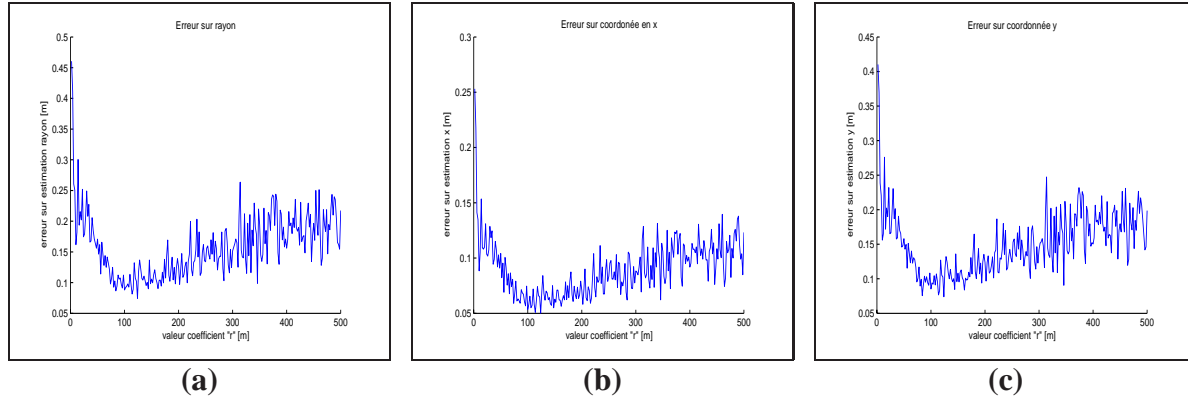 Erreur sur rayon
0.5
0.45
0.4
0.35
0.3
0.25
0.2
0.15
0.1
0.05
erreur sur estimation rayon [m]
0 100 200 300 400 500
valeur coefficient "r" [m]
(a)
Erreur sur coordonée en x
0.3
0.25
0.2
0.15
0.1
0.05
erreur sur estimation x [m]
0 100 200 300 400 500
valeur coefficient "r" [m]
(b)
Erreur sur coordonnée y
0.45
0.4
0.35
0.3
0.25
0.2
0.15
0.1
0.05
erreur sur estimation y [m]
0 100 200 300 400 500
valeur coefficient "r" [m]
(c)